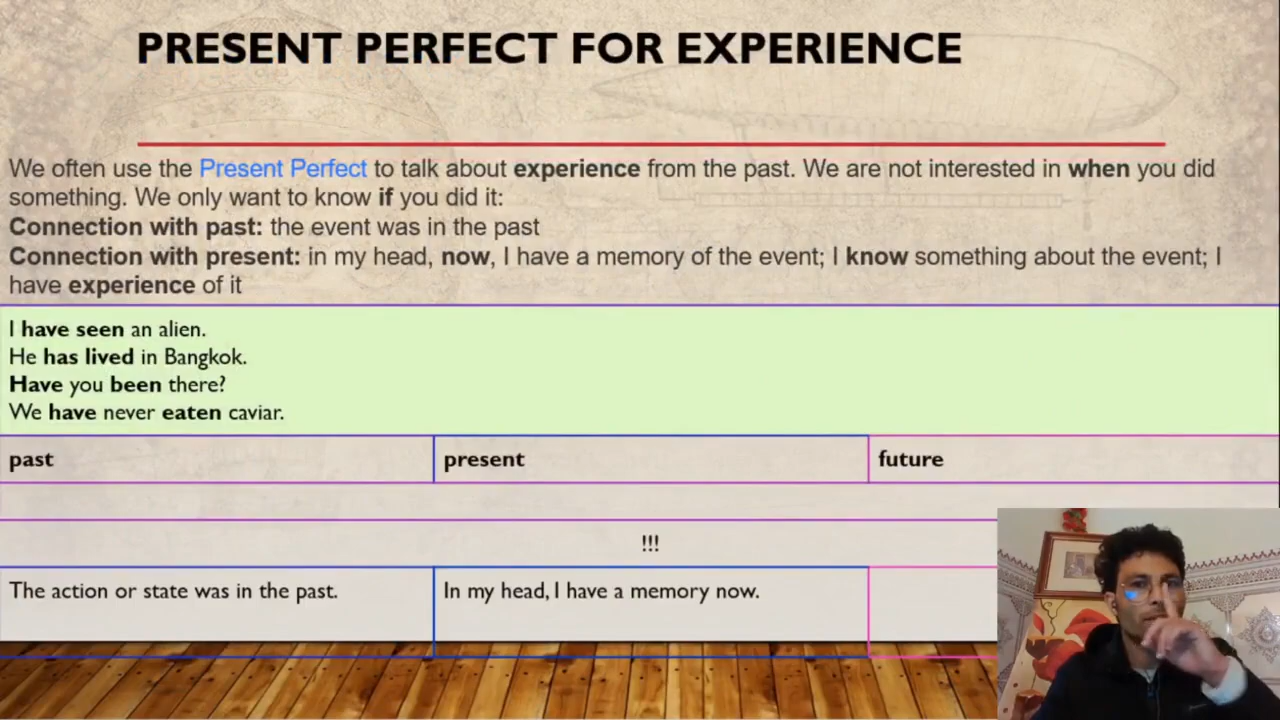 PRESENT PERFECT FOR EXPERIENCE
We often use the Present Perfect to talk about experience from the past. We are not interested in when you did
something. We only want to know if you did it:
Connection with past: the event was in the past
Connection with present: in my head, now, I have a memory of the event; I know something about the event; I
have experience of it
I have seen an alien.
He has lived in Bangkok.
Have you been there?
We have never eaten caviar.
past present future
!!!
The action or state was in the past. In my head, I have a memory now.